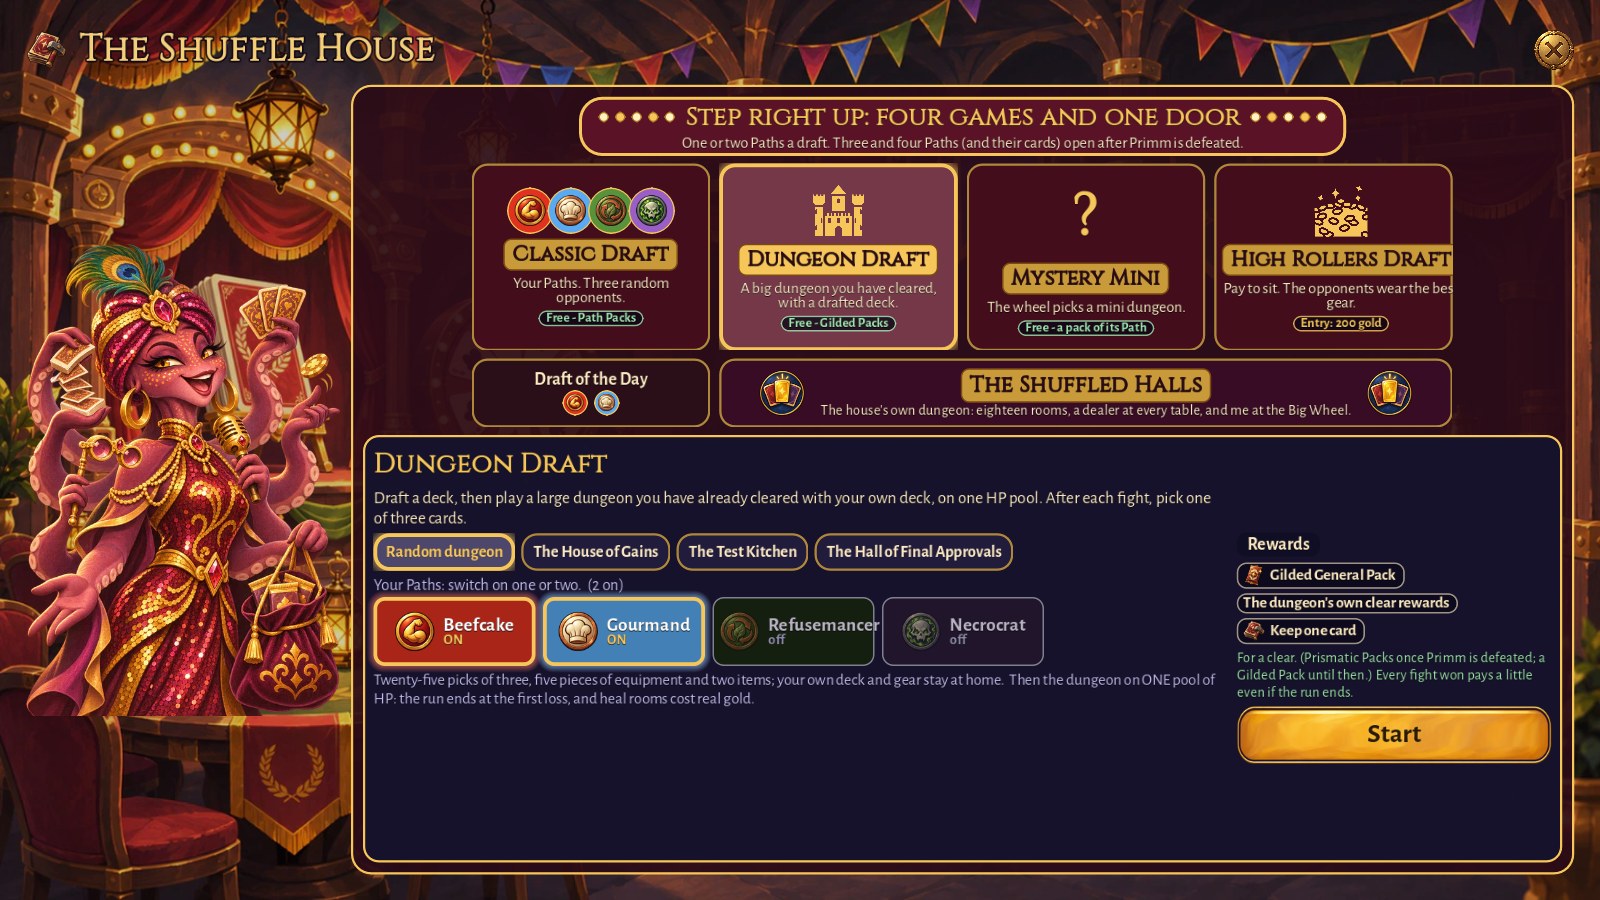 THE SHUFFLE HOUSE
STEP RIGHT UP: FOUR GAMES AND ONE DOOR
One or two Paths a draft. Three and four Paths (and their cards) open after Primm is defeated.
CLASSIC DRAFT
Your Paths. Three random
opponents.
Free - Path Packs
DUNGEON DRAFT
A big dungeon you have cleared,
with a drafted deck.
Free - Gilded Packs
?
MYSTERY MINI
The wheel picks a mini dungeon.
Free - a pack of its Path
HIGH ROLLERS DRAFT
Pay to sit. The opponents wear the bes
gear.
Entry: 200 gold
Draft of the Day
THE SHUFFLED HALLS
The house's own dungeon: eighteen rooms, a dealer at every table, and me at the Big Wheel.
DUNGEON DRAFT
Draft a deck, then play a large dungeon you have already cleared with your own deck, on one HP pool. After each fight, pick one
of three cards.
Random dungeon
The House of Gains
The Test Kitchen
The Hall of Final Approvals
Your Paths: switch on one or two. (2 on)
Beefcake
ON
Gourmand
ON
Refusemancer
off
Necrocrat
off
Twenty-five picks of three, five pieces of equipment and two items; your own deck and gear stay at home. Then the dungeon on ONE pool of
HP: the run ends at the first loss, and heal rooms cost real gold.
Rewards
Gilded General Pack
The dungeon's own clear rewards
Keep one card
For a clear. (Prismatic Packs once Primm is defeated; a
Gilded Pack until then.) Every fight won pays a little
even if the run ends.
Start